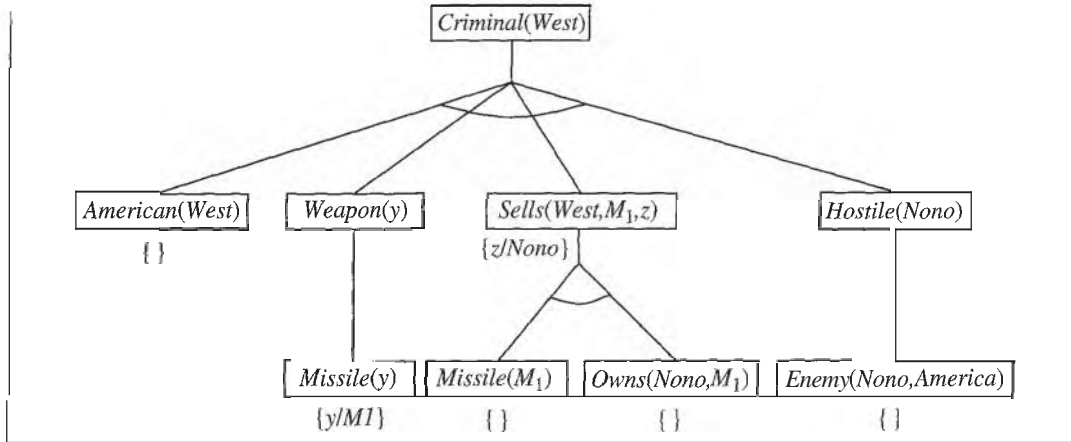 Criminal(West)
American(West) Weapon(y) Sells(West,M₁,z) Hostile(Nono)
{ } {z/Nono}
Missile(y) Missile(M₁) Owns(Nono,M₁) Enemy(Nono,America)
{y/M1} { } { } { }